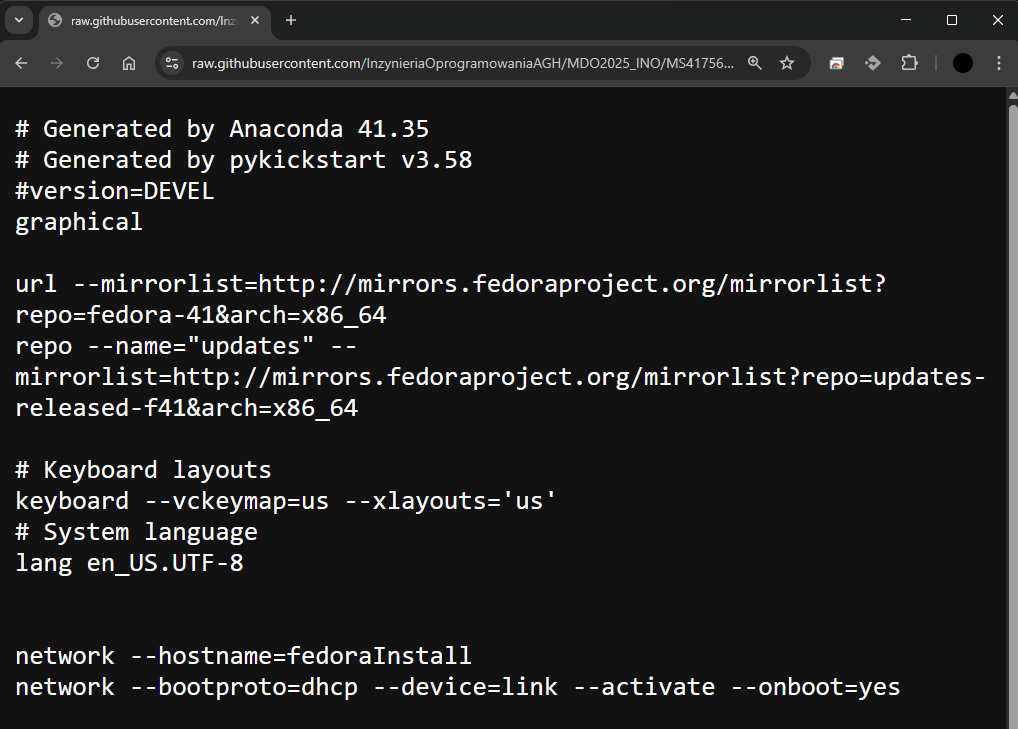 raw.githubusercontent.com/Inz
raw.githubusercontent.com/InzynieriaOprogramowaniaAGH/MDO2025_INO/MS41756...
# Generated by Anaconda 41.35
# Generated by pykickstart v3.58
#version=DEVEL
graphical
url --mirrorlist=http://mirrors.fedoraproject.org/mirrorlist?
repo=fedora-41&arch=x86_64
repo --name="updates" --
mirrorlist=http://mirrors.fedoraproject.org/mirrorlist?repo=updates-
released-f41&arch=x86_64
# Keyboard layouts
keyboard --vckeymap=us --xlayouts='us'
# System language
lang en_US.UTF-8
network --hostname=fedoraInstall
network --bootproto=dhcp --device=link --activate --onboot=yes